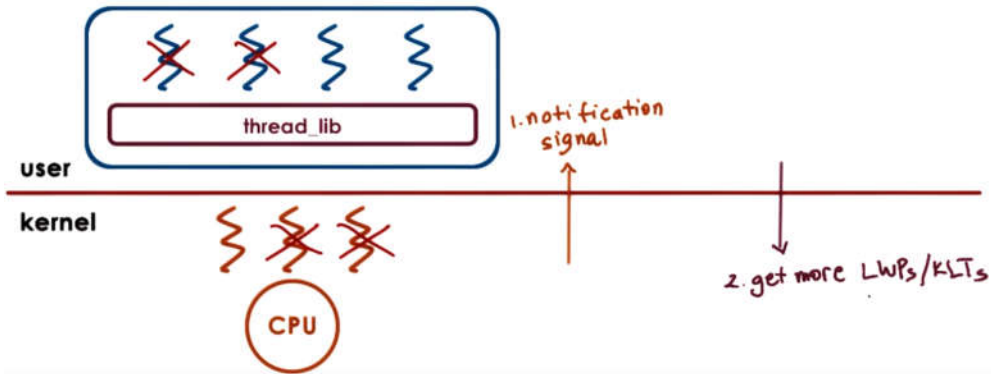 thread_lib
1. notification
signal
user
kernel
2. get more LWPs/KLTs
CPU